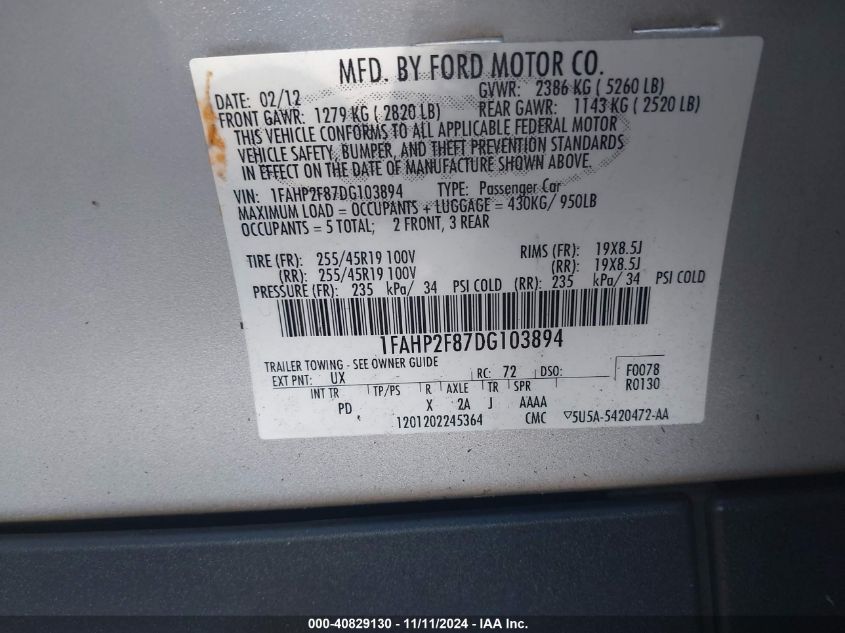 MFD. BY FORD MOTOR CO.
DATE: 02/12 GVWR: 2386 KG ( 5260 LB)
FRONT GAWR: 1279 KG ( 2820 LB) REAR GAWR: 1143 KG ( 2520 LB)
THIS VEHICLE CONFORMS TO ALL APPLICABLE FEDERAL MOTOR
VEHICLE SAFETY, BUMPER, AND THEFT PREVENTION STANDARDS
IN EFFECT ON THE DATE OF MANUFACTURE SHOWN ABOVE.
VIN: 1FAHP2F87DG103894 TYPE: Passenger Car
MAXIMUM LOAD = OCCUPANTS + LUGGAGE = 430KG/ 950LB
OCCUPANTS = 5 TOTAL; 2 FRONT, 3 REAR
TIRE (FR): 255/45R19 100V RIMS (FR): 19X8.5J
(RR): 255/45R19 100V (RR): 19X8.5J
PRESSURE (FR): 235 kPa/ 34 PSI COLD (RR): 235 kPa/ 34 PSI COLD
1FAHP2F87DG103894
TRAILER TOWING - SEE OWNER GUIDE
EXT PNT: UX RC: 72 DSO: F0078
INT TR TP/PS R AXLE TR SPR R0130
PD X 2A J AAAA
1201202245364 CMC ▽5U5A-5420472-AA
000-40829130 - 11/11/2024 - IAA Inc.